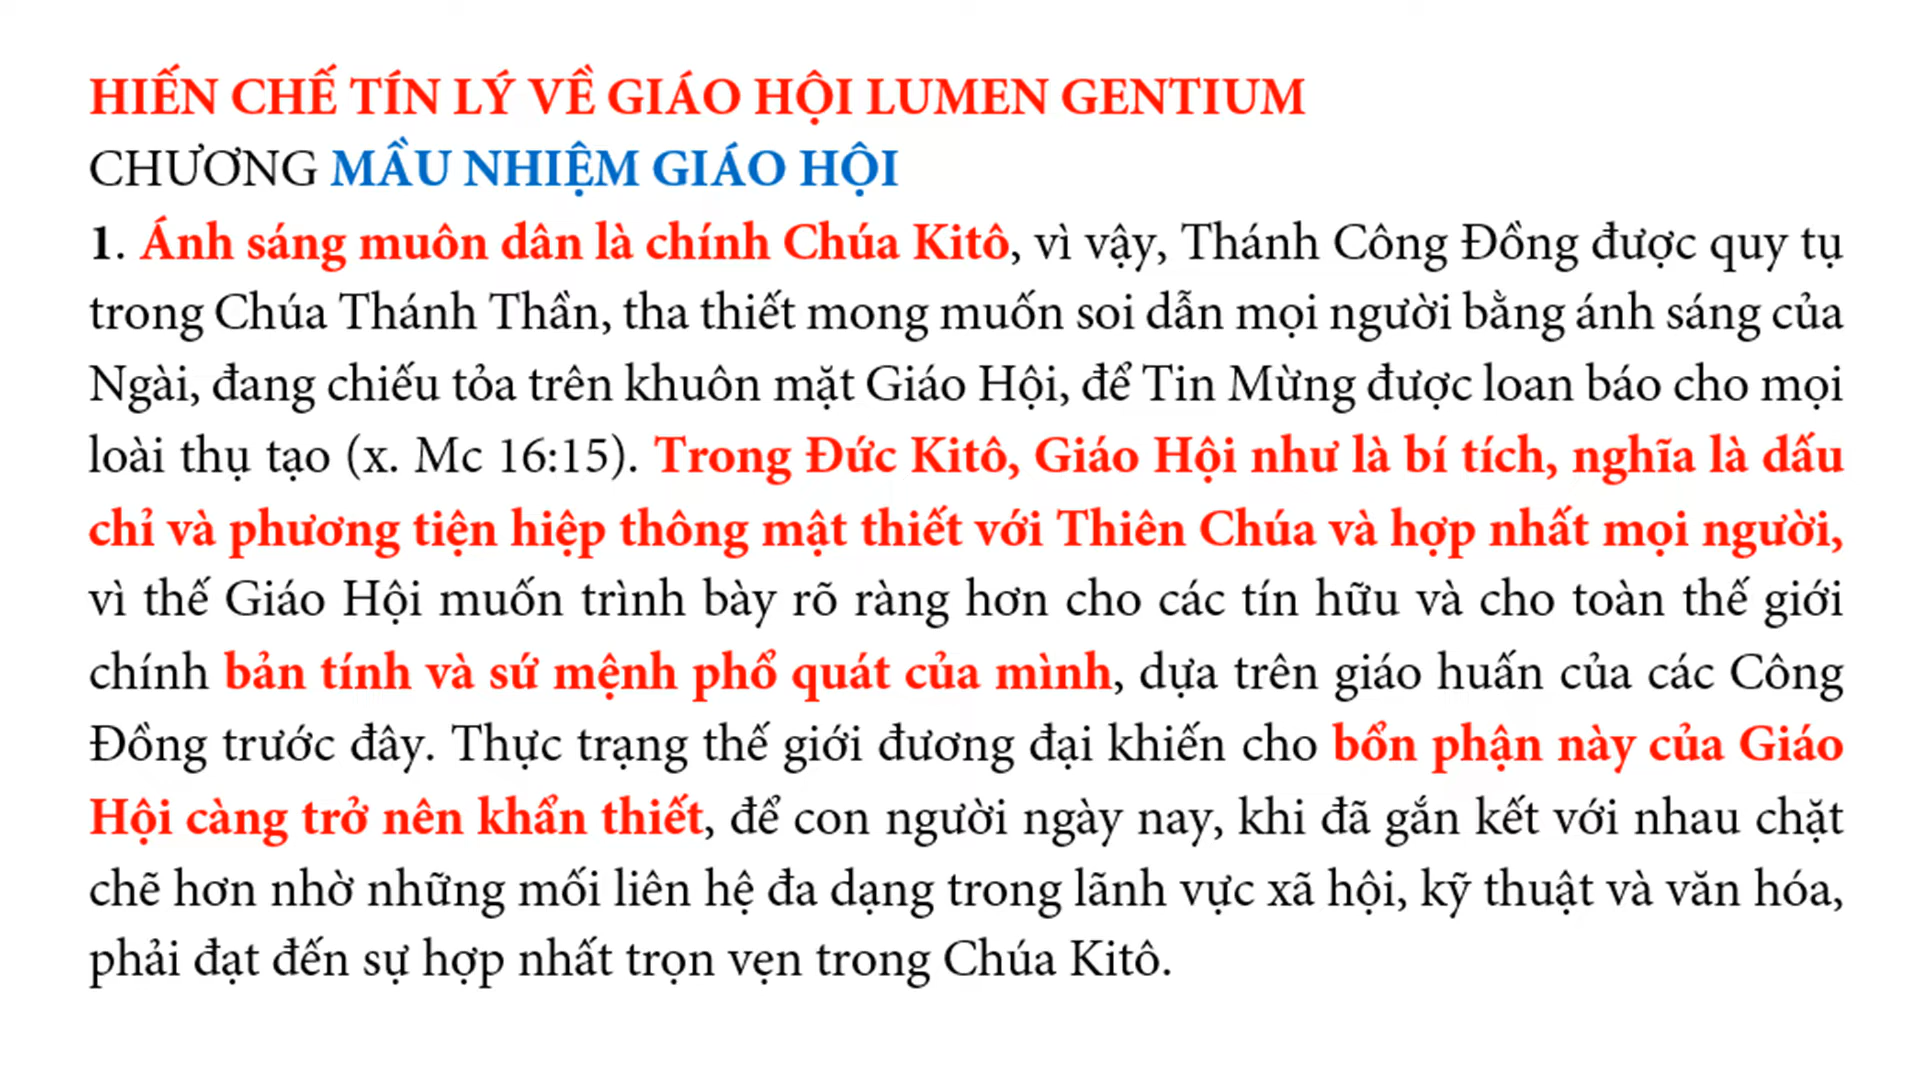 HIẾN CHẾ TÍN LÝ VỀ GIÁO HỘI LUMEN GENTIUM
CHƯƠNG MẦU NHIỆM GIÁO HỘI
1. Ánh sáng muôn dân là chính Chúa Kitô, vì vậy, Thánh Công Đồng được quy tụ
trong Chúa Thánh Thần, tha thiết mong muốn soi dẫn mọi người bằng ánh sáng của
Ngài, đang chiếu tỏa trên khuôn mặt Giáo Hội, để Tin Mừng được loan báo cho mọi
loài thụ tạo (x. Mc 16:15). Trong Đức Kitô, Giáo Hội như là bí tích, nghĩa là dấu
chỉ và phương tiện hiệp thông mật thiết với Thiên Chúa và hợp nhất mọi người,
vì thế Giáo Hội muốn trình bày rõ ràng hơn cho các tín hữu và cho toàn thế giới
chính bản tính và sứ mệnh phổ quát của mình, dựa trên giáo huấn của các Công
Đồng trước đây. Thực trạng thế giới đương đại khiến cho bổn phận này của Giáo
Hội càng trở nên khẩn thiết, để con người ngày nay, khi đã gắn kết với nhau chặt
chẽ hơn nhờ những mối liên hệ đa dạng trong lãnh vực xã hội, kỹ thuật và văn hóa,
phải đạt đến sự hợp nhất trọn vẹn trong Chúa Kitô.